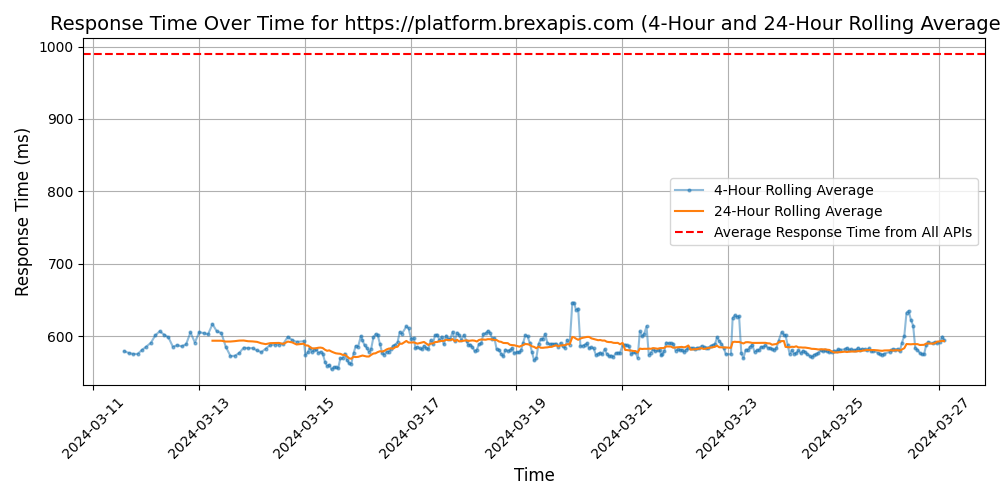 Response Time Over Time for https://platform.brexapis.com (4-Hour and 24-Hour Rolling Average
Response Time (ms)
1000
900
800
700
600
4-Hour Rolling Average
24-Hour Rolling Average
Average Response Time from All APIs
2024-03-11
2024-03-13
2024-03-15
2024-03-17
2024-03-19
2024-03-21
2024-03-23
2024-03-25
2024-03-27
Time